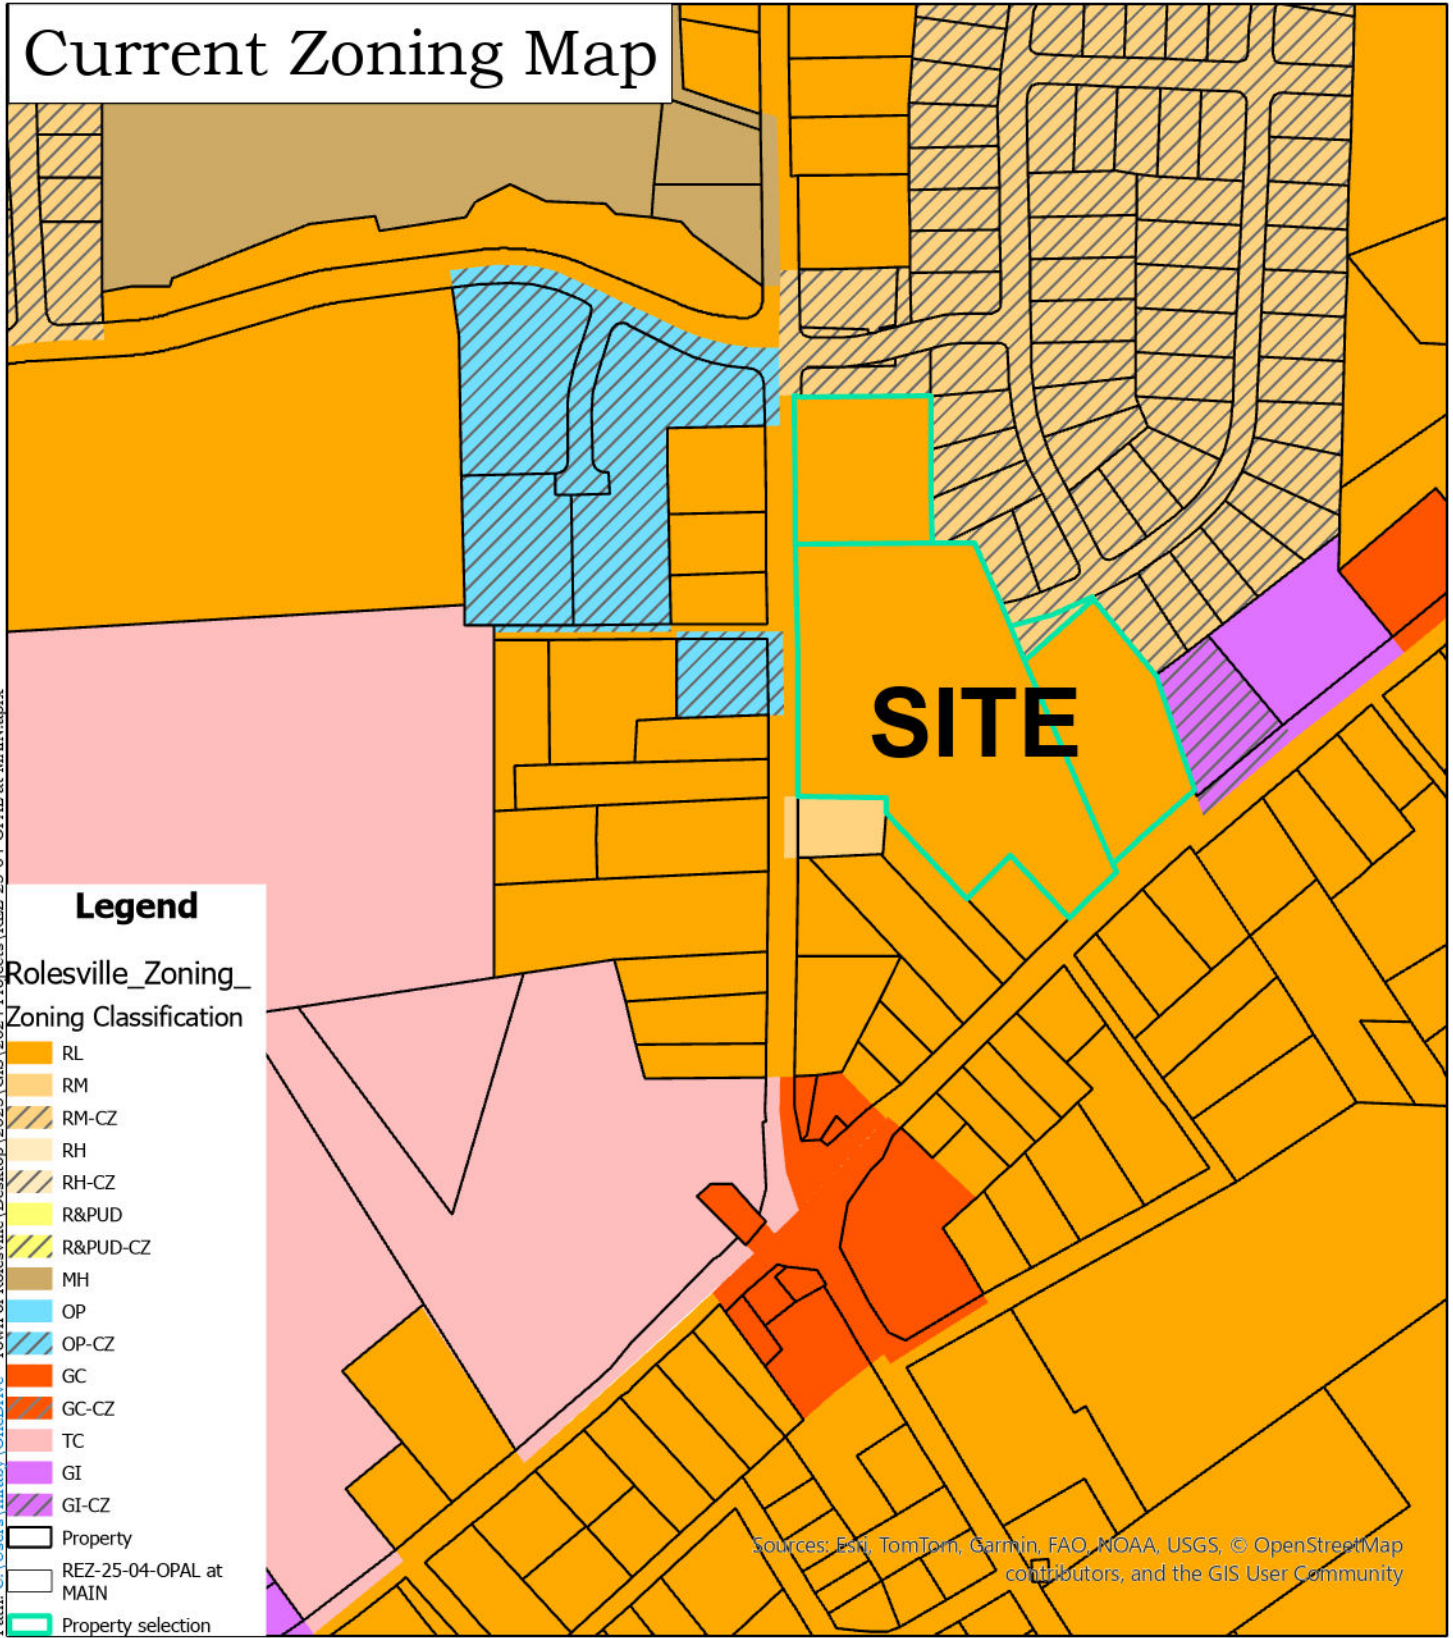 Current Zoning Map
SITE
Legend
Rolesville_Zoning_
Zoning Classification
RL
RM
RM-CZ
RH
RH-CZ
R&PUD
R&PUD-CZ
MH
OP
OP-CZ
GC
GC-CZ
TC
GI
GI-CZ
Property
REZ-25-04-OPAL at
MAIN
Property selection
Sources: Esri, TomTom, Garmin, FAO, NOAA, USGS, © OpenStreetMap
contributors, and the GIS User Community